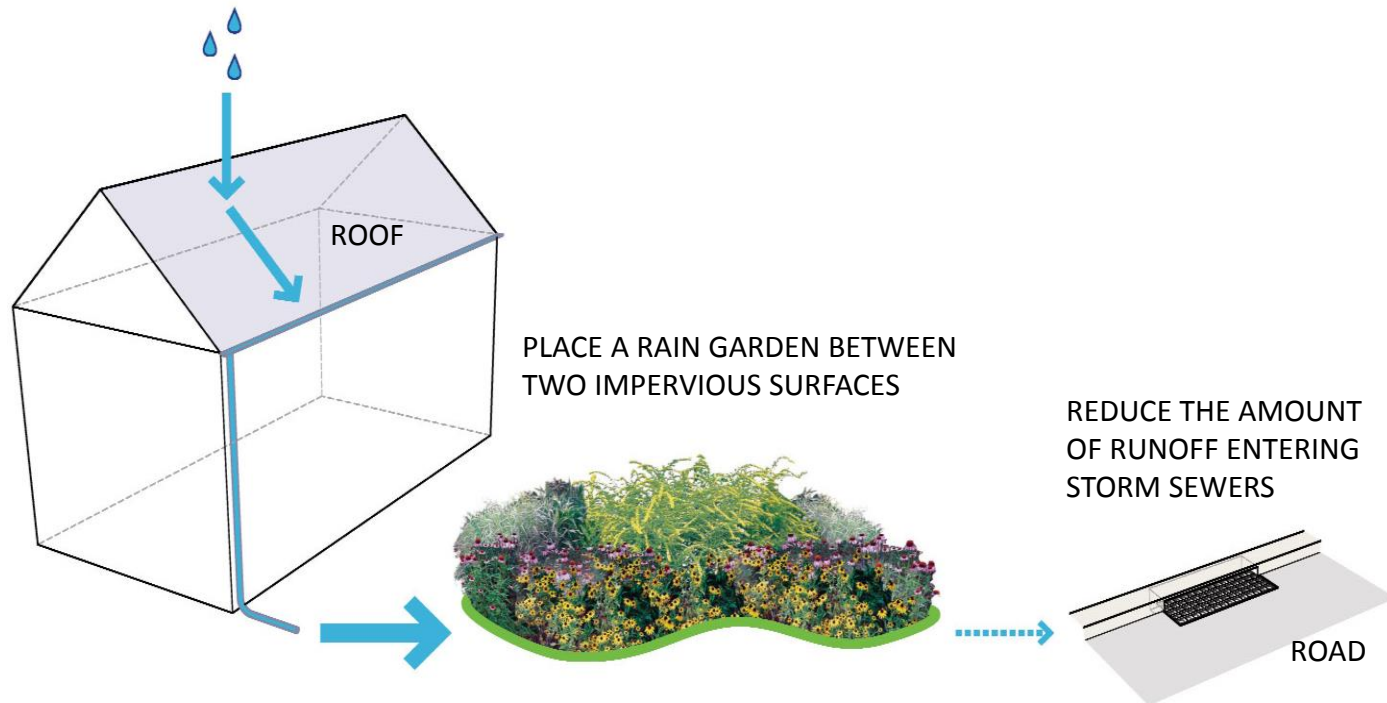 ROOF
PLACE A RAIN GARDEN BETWEEN
TWO IMPERVIOUS SURFACES
REDUCE THE AMOUNT
OF RUNOFF ENTERING
STORM SEWERS
ROAD